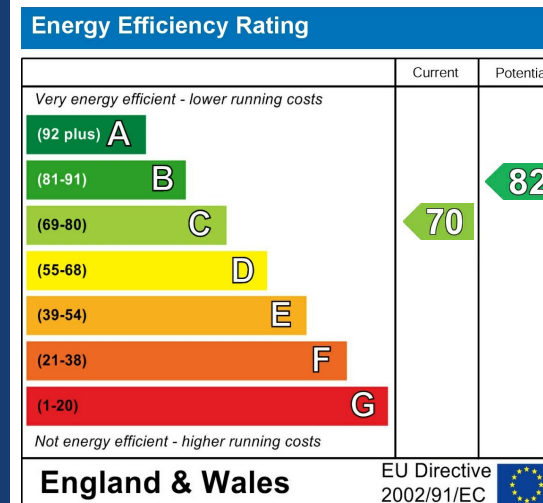 Energy Efficiency Rating
Current Potentia
Very energy efficient - lower running costs
(92 plus) A
(81-91) B
82
(69-80) C
70
(55-68) D
(39-54) E
(21-38) F
(1-20) G
Not energy efficient - higher running costs
England & Wales
EU Directive
2002/91/EC